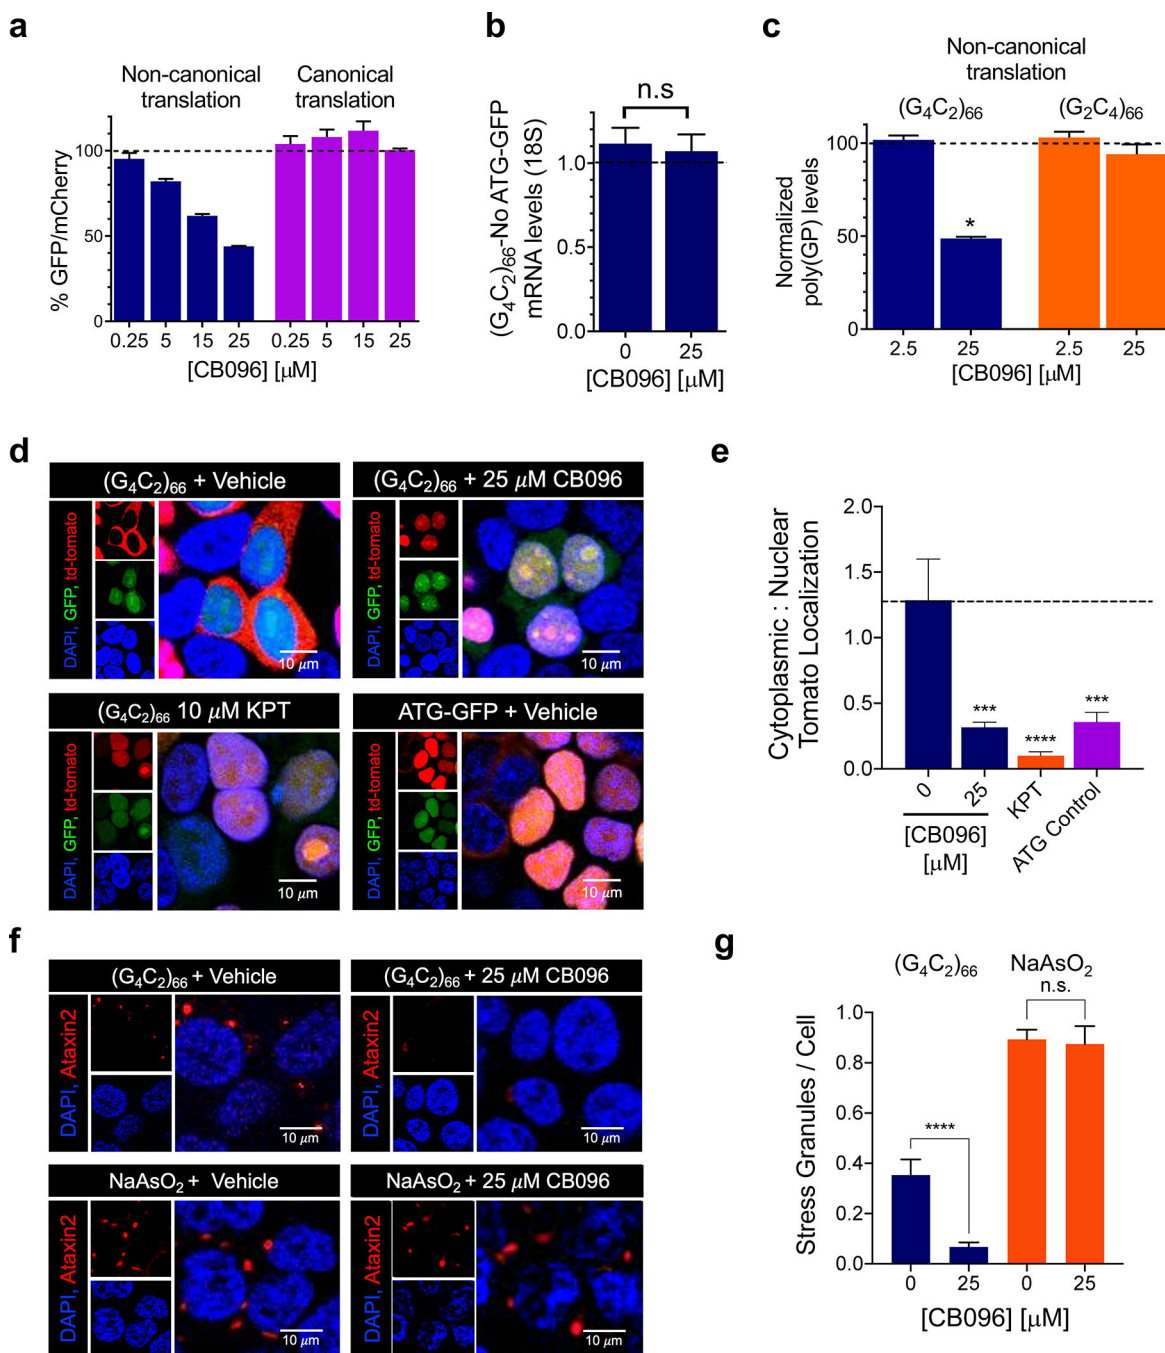 a
Non-canonical
translation
Canonical
translation
% GFP/mCherry
100
50
0
0.25 5 15 25 0.25 5 15 25
[CB096] [μM]
b
n.s
(G₄C₂)₆₆-No ATG-GFP
mRNA levels (18S)
1.0
0.5
0.0
0 25
[CB096] [μM]
c
Non-canonical
translation
(G₄C₂)₆₆ (G₂C₄)₆₆
Normalized
poly(GP) levels
100
50
0
*
2.5 25 2.5 25
[CB096] [μM]
d
(G₄C₂)₆₆ + Vehicle
DAPI, GFP, td-tomato
10 μm
(G₄C₂)₆₆ + 25 μM CB096
DAPI, GFP, td-tomato
10 μm
(G₄C₂)₆₆ 10 μM KPT
DAPI, GFP, td-tomato
10 μm
ATG-GFP + Vehicle
DAPI, GFP, td-tomato
10 μm
e
Cytoplasmic : Nuclear
Tomato Localization
2.0
1.5
1.0
0.5
0.0
***
****
***
0 25 KPT ATG Control
[CB096]
[μM]
f
(G₄C₂)₆₆ + Vehicle
DAPI, Ataxin2
10 μm
(G₄C₂)₆₆ + 25 μM CB096
DAPI, Ataxin2
10 μm
NaAsO₂ + Vehicle
DAPI, Ataxin2
10 μm
NaAsO₂ + 25 μM CB096
DAPI, Ataxin2
10 μm
g
(G₄C₂)₆₆ NaAsO₂
n.s.
****
Stress Granules / Cell
1.0
0.8
0.6
0.4
0.2
0.0
0 25 0 25
[CB096] [μM]